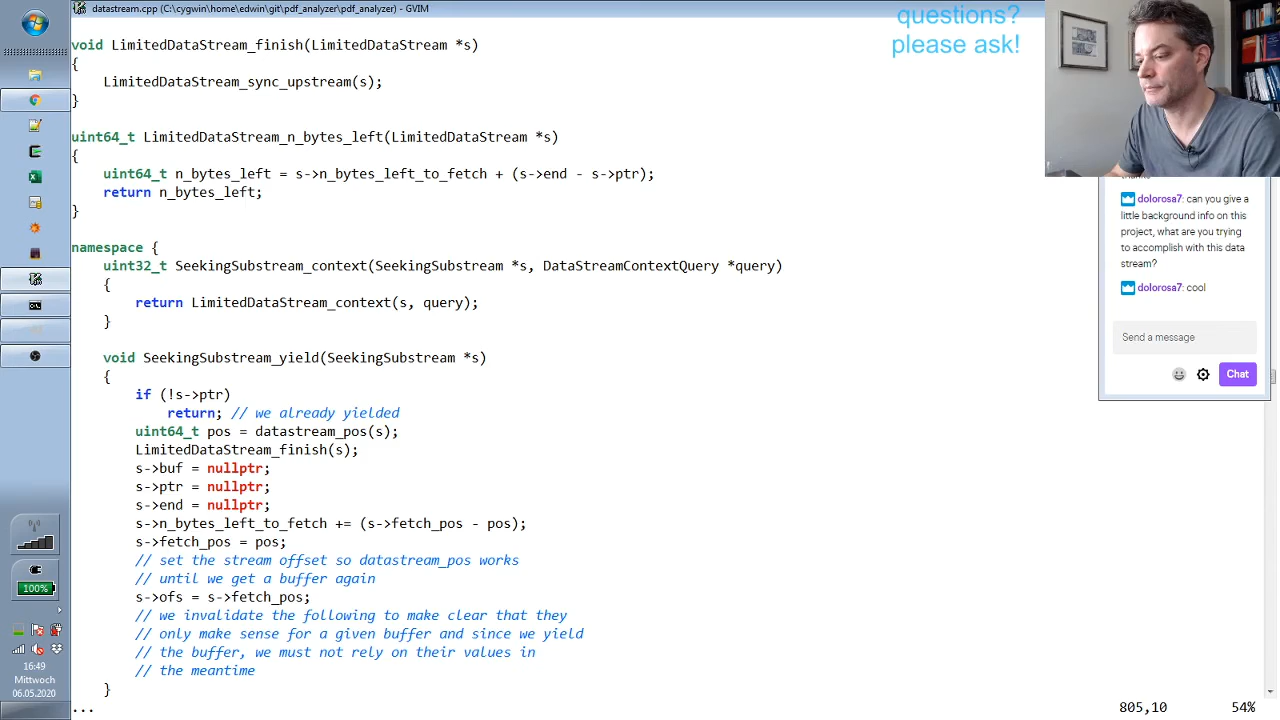 datastream.cpp (C:\cygwin\home\edwin\git\pdf_analyzer\pdf_analyzer) - GVIM
void LimitedDataStream_finish(LimitedDataStream *s)
{
LimitedDataStream_sync_upstream(s);
}
uint64_t LimitedDataStream_n_bytes_left(LimitedDataStream *s)
{
uint64_t n_bytes_left = s->n_bytes_left_to_fetch + (s->end - s->ptr);
return n_bytes_left;
}
namespace {
uint32_t SeekingSubstream_context(SeekingSubstream *s, DataStreamContextQuery *query)
{
return LimitedDataStream_context(s, query);
}
void SeekingSubstream_yield(SeekingSubstream *s)
{
if (!s->ptr)
return; // we already yielded
uint64_t pos = datastream_pos(s);
LimitedDataStream_finish(s);
s->buf = nullptr;
s->ptr = nullptr;
s->end = nullptr;
s->n_bytes_left_to_fetch += (s->fetch_pos - pos);
s->fetch_pos = pos;
// set the stream offset so datastream_pos works
// until we get a buffer again
s->ofs = s->fetch_pos;
// we invalidate the following to make clear that they
// only make sense for a given buffer and since we yield
// the buffer, we must not rely on their values in
// the meantime
}
...
805,10
54%
questions?
please ask!
dolorosa7: can you give a
little background info on this
project, what are you trying
to accomplish with this data
stream?
dolorosa7: cool
Send a message
Chat
100%
16:49
Mittwoch
06.05.2020